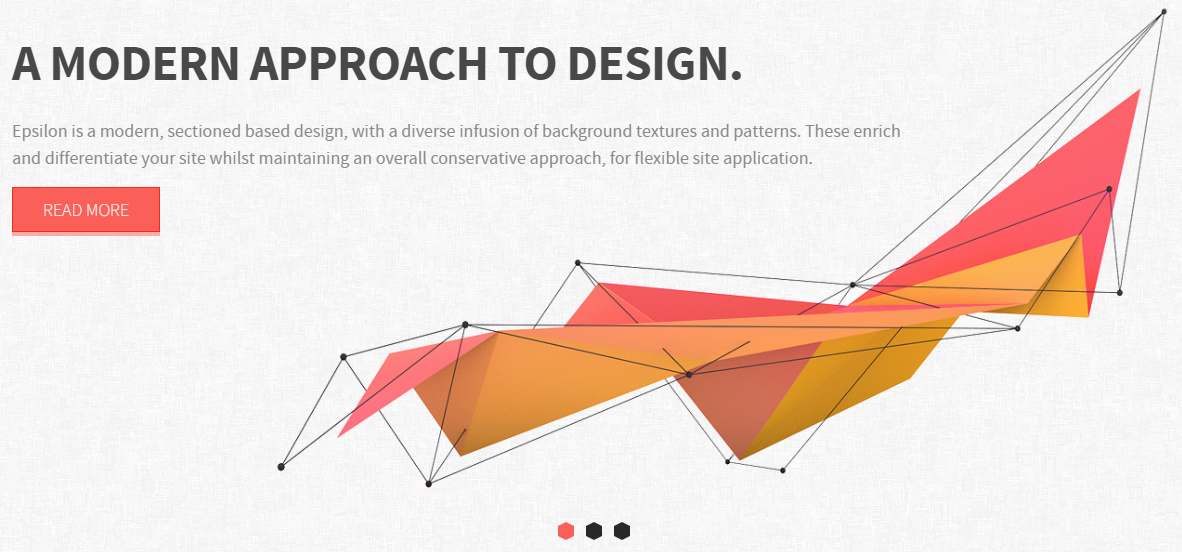 A MODERN APPROACH TO DESIGN.
Epsilon is a modern, sectioned based design, with a diverse infusion of background textures and patterns. These enrich
and differentiate your site whilst maintaining an overall conservative approach, for flexible site application.
READ MORE